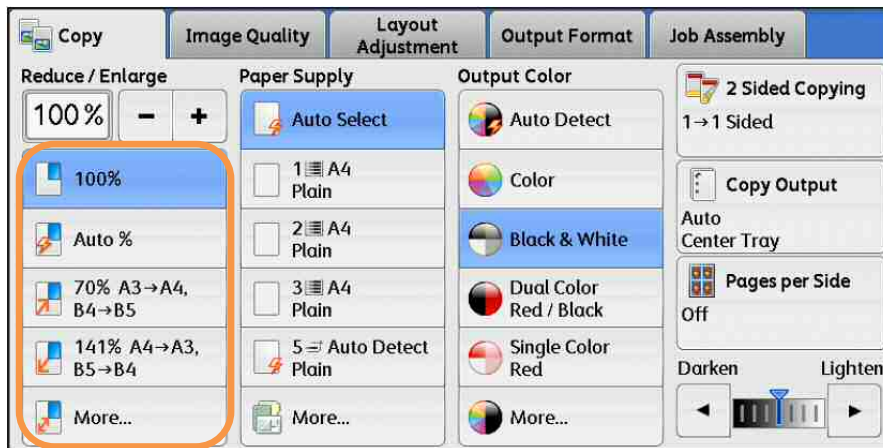 Copy
Image Quality
Layout
Adjustment
Output Format
Job Assembly
Reduce / Enlarge
100%
−
+
100%
Auto %
70% A3→A4,
B4→B5
141% A4→A3,
B5→B4
More...
Paper Supply
Auto Select
1 A4
Plain
2 A4
Plain
3 A4
Plain
5 Auto Detect
Plain
More...
Output Color
Auto Detect
Color
Black & White
Dual Color
Red / Black
Single Color
Red
More...
2 Sided Copying
1→1 Sided
Copy Output
Auto
Center Tray
Pages per Side
Off
Darken Lighten